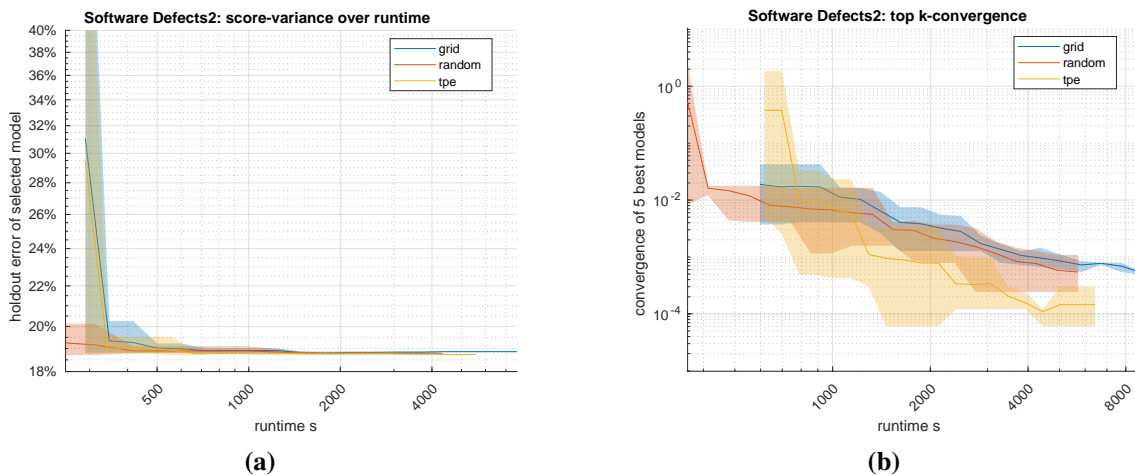 Software Defects2: score-variance over runtime
40%
38%
36%
34%
32%
30%
28%
26%
24%
22%
20%
18%
holdout error of selected model
grid
random
tpe
500
1000
2000
4000
runtime s
(a)
Software Defects2: top k-convergence
10^0
10^-2
10^-4
convergence of 5 best models
grid
random
tpe
1000
2000
4000
8000
runtime s
(b)